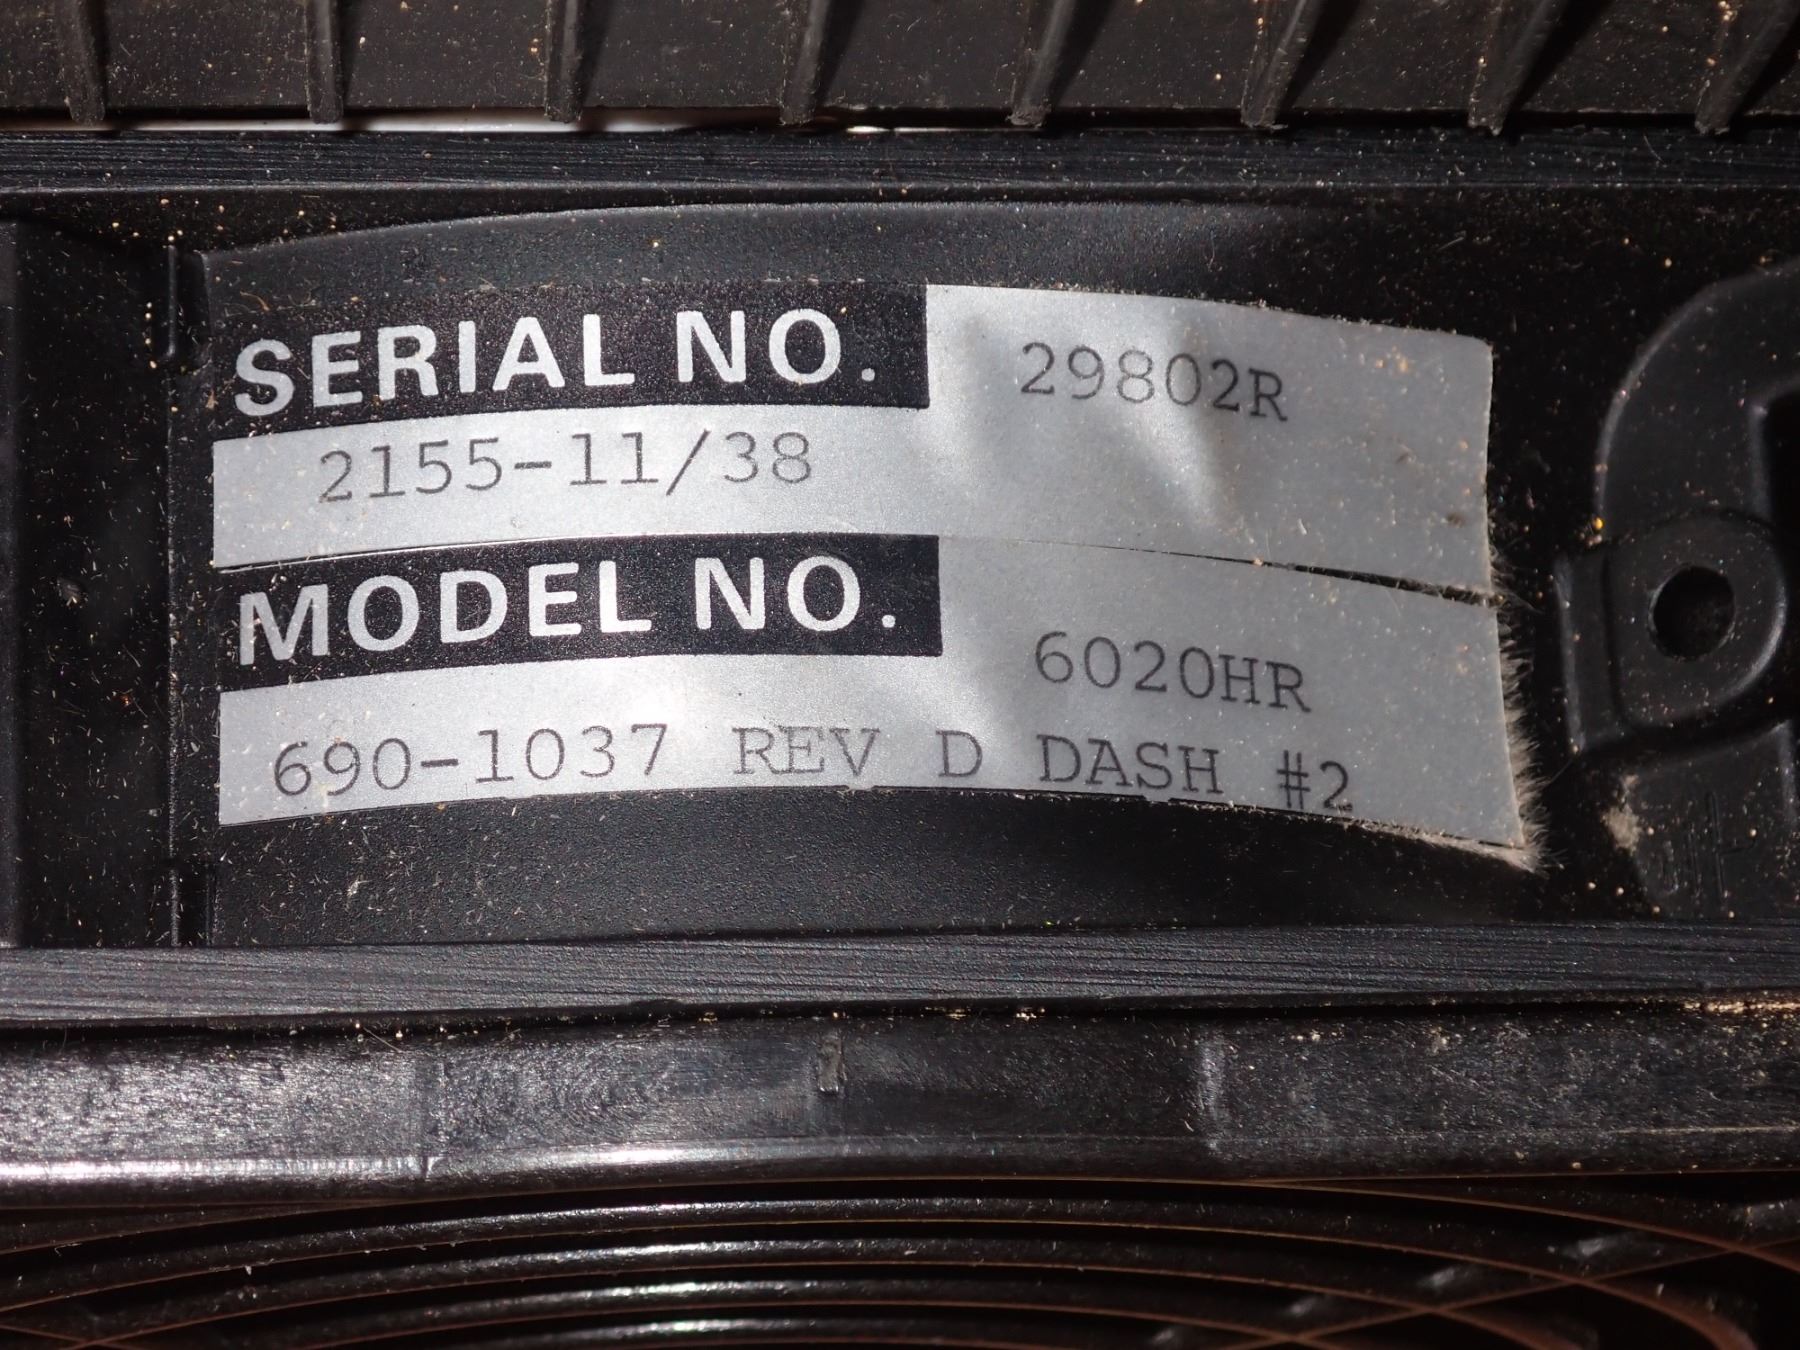 SERIAL NO. 29802R
2155-11/38
MODEL NO. 6020HR
690-1037 REV D DASH #2